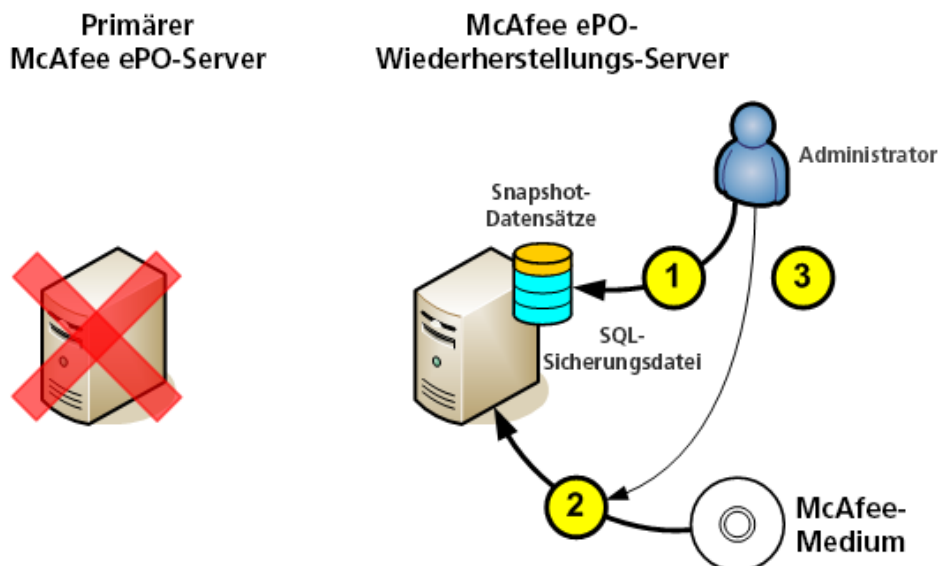 Primärer
McAfee ePO-Server
McAfee ePO-
Wiederherstellungs-Server
Administrator
Snapshot-
Datensätze
1
3
SQL-
Sicherungsdatei
2
McAfee-
Medium